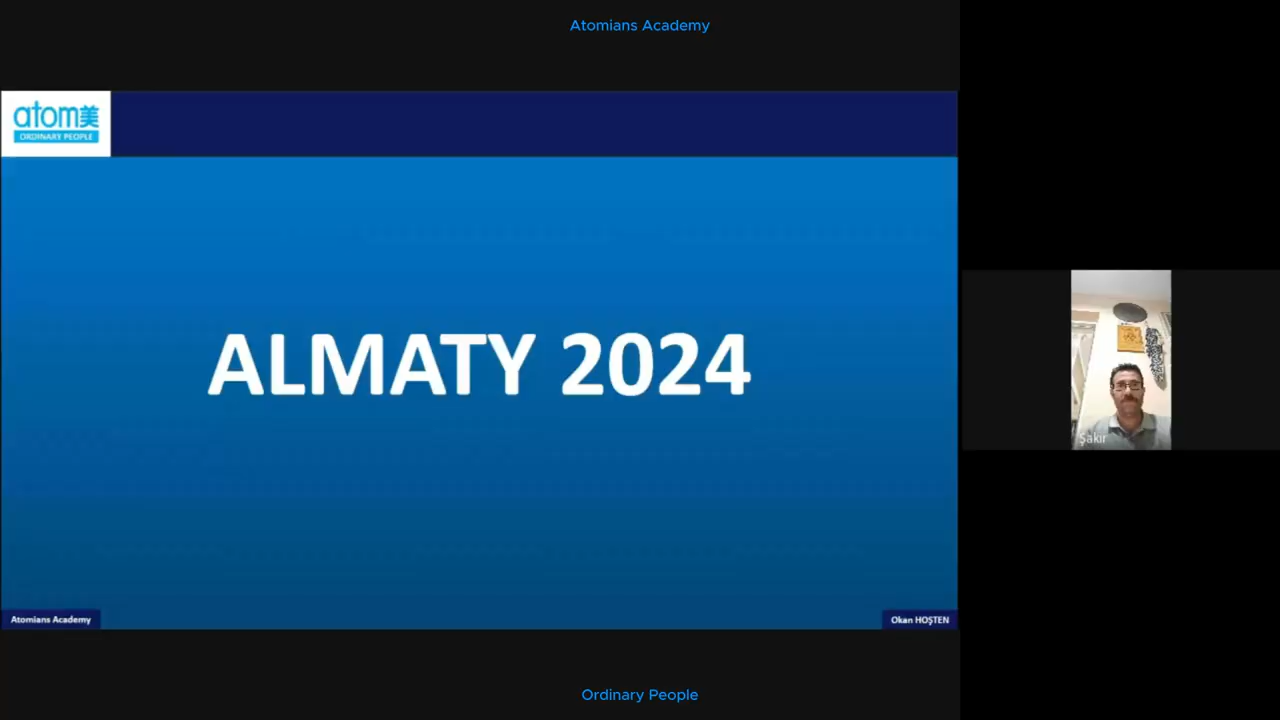 Atomians Academy
atom美
ORDINARY PEOPLE
ALMATY 2024
Şakir
Atomians Academy
Okan HOŞTEN
Ordinary People